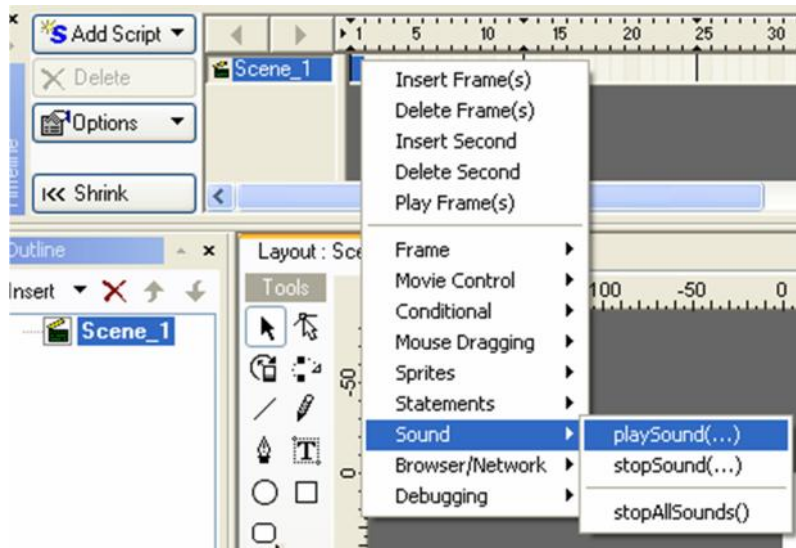 Add Script
Delete
Options
Shrink
Timeline
1 5 10 15 20 25 30
Scene_1
Insert Frame(s)
Delete Frame(s)
Insert Second
Delete Second
Play Frame(s)
Frame
Movie Control
Conditional
Mouse Dragging
Sprites
Statements
Sound
Browser/Network
Debugging
playSound(...)
stopSound(...)
stopAllSounds()
Outline
Insert
Scene_1
Layout : Sce
Tools
100 -50 0
-50
0